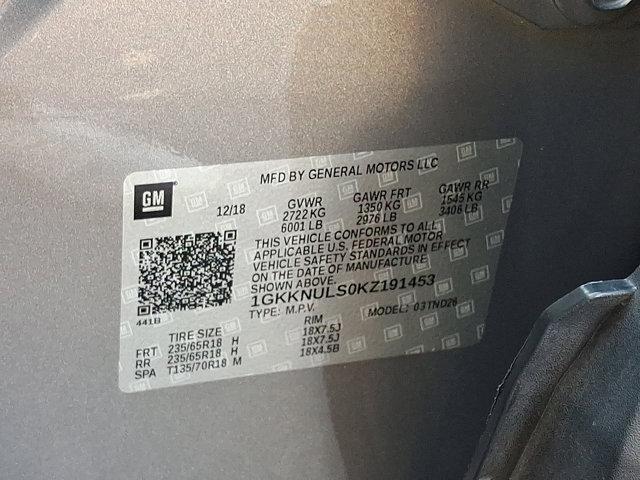 MFD BY GENERAL MOTORS LLC
GM
12/18
GVWR GAWR FRT GAWR RR
2722 KG 1350 KG 1545 KG
6001 LB 2976 LB 3406 LB
THIS VEHICLE CONFORMS TO ALL
APPLICABLE U.S. FEDERAL MOTOR
VEHICLE SAFETY STANDARDS IN EFFECT
ON THE DATE OF MANUFACTURE
SHOWN ABOVE.
1GKKNULS0KZ191453
TYPE: M.P.V. MODEL: 03TND26
441B
TIRE SIZE RIM
FRT 235/65R18 H 18X7.5J
RR 235/65R18 H 18X7.5J
SPA T135/70R18 M 18X4.5B